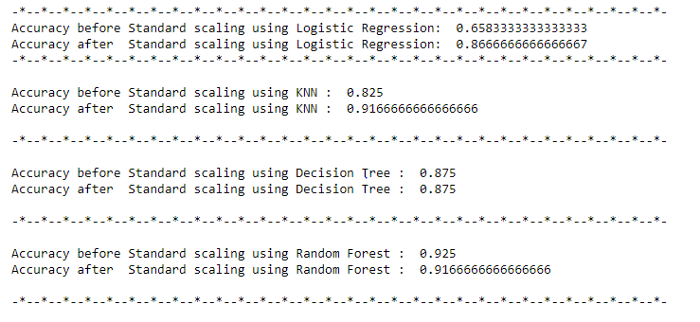 -*--*--*--*--*--*--*--*--*--*--*--*--*--*--*--*--*--*--*--*--*--*--*--*--*--*--*--*--*--*--*-
Accuracy before Standard scaling using Logistic Regression:  0.6583333333333333
Accuracy after  Standard scaling using Logistic Regression:  0.8666666666666667
-*--*--*--*--*--*--*--*--*--*--*--*--*--*--*--*--*--*--*--*--*--*--*--*--*--*--*--*--*--*--*-
Accuracy before Standard scaling using KNN :  0.825
Accuracy after  Standard scaling using KNN :  0.9166666666666666
-*--*--*--*--*--*--*--*--*--*--*--*--*--*--*--*--*--*--*--*--*--*--*--*--*--*--*--*--*--*--*-
Accuracy before Standard scaling using Decision Tree :  0.875
Accuracy after  Standard scaling using Decision Tree :  0.875
-*--*--*--*--*--*--*--*--*--*--*--*--*--*--*--*--*--*--*--*--*--*--*--*--*--*--*--*--*--*--*-
Accuracy before Standard scaling using Random Forest :  0.925
Accuracy after  Standard scaling using Random Forest :  0.9166666666666666
-*--*--*--*--*--*--*--*--*--*--*--*--*--*--*--*--*--*--*--*--*--*--*--*--*--*--*--*--*--*--*-